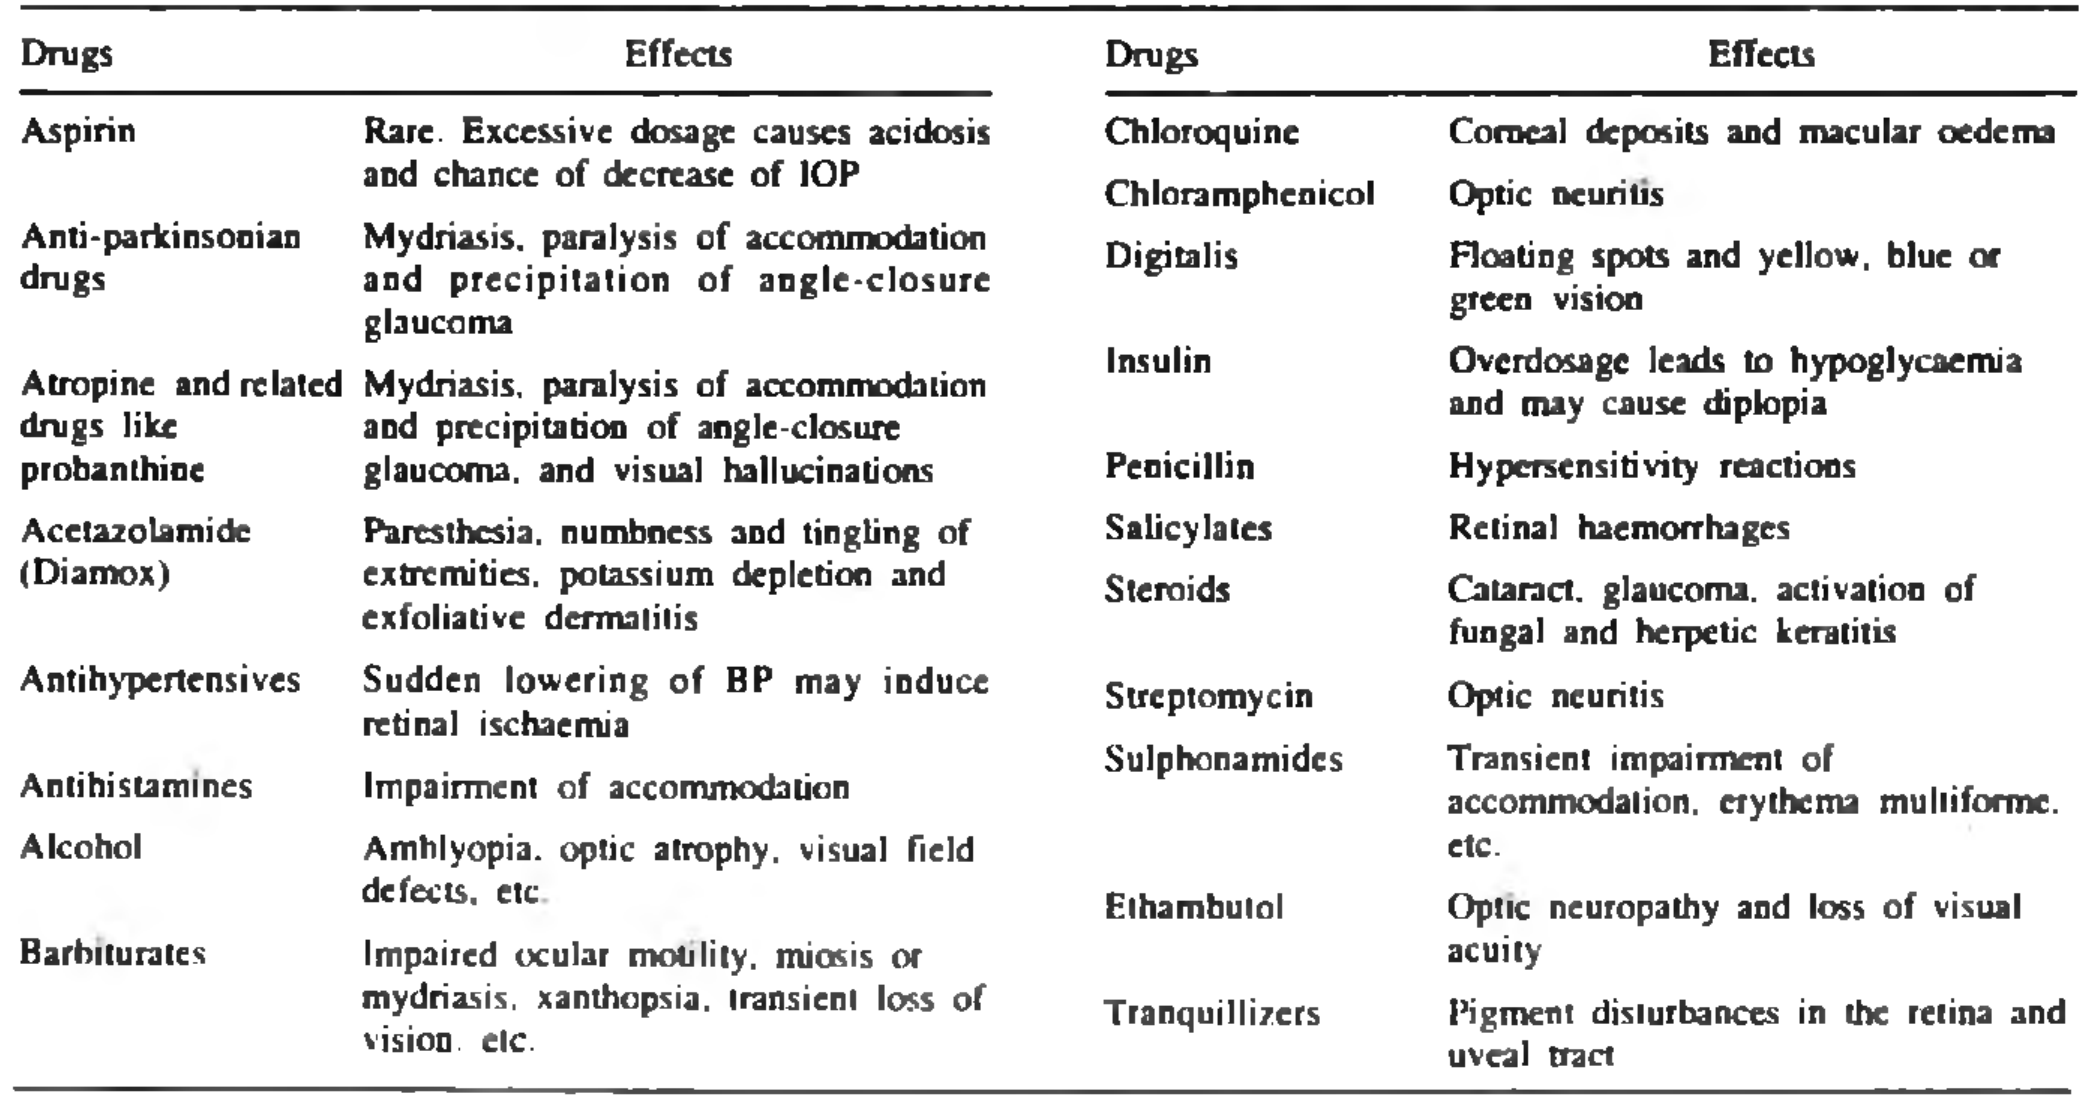 Drugs Effects
Aspirin Rare. Excessive dosage causes acidosis
and chance of decrease of IOP
Anti-parkinsonian Mydriasis, paralysis of accommodation
drugs and precipitation of angle-closure
glaucoma
Atropine and related Mydriasis, paralysis of accommodation
drugs like and precipitation of angle-closure
probanthine glaucoma, and visual hallucinations
Acetazolamide Paresthesia, numbness and tingling of
(Diamox) extremities, potassium depletion and
exfoliative dermatitis
Antihypertensives Sudden lowering of BP may induce
retinal ischaemia
Antihistamines Impairment of accommodation
Alcohol Amblyopia, optic atrophy, visual field
defects, etc.
Barbiturates Impaired ocular motility, miosis or
mydriasis, xanthopsia, transient loss of
vision, etc.
Drugs Effects
Chloroquine Corneal deposits and macular oedema
Chloramphenicol Optic neuritis
Digitalis Floating spots and yellow, blue or
green vision
Insulin Overdosage leads to hypoglycaemia
and may cause diplopia
Penicillin Hypersensitivity reactions
Salicylates Retinal haemorrhages
Steroids Cataract, glaucoma, activation of
fungal and herpetic keratitis
Streptomycin Optic neuritis
Sulphonamides Transient impairment of
accommodation, erythema multiforme,
etc.
Ethambutol Optic neuropathy and loss of visual
acuity
Tranquillizers Pigment disturbances in the retina and
uveal tract